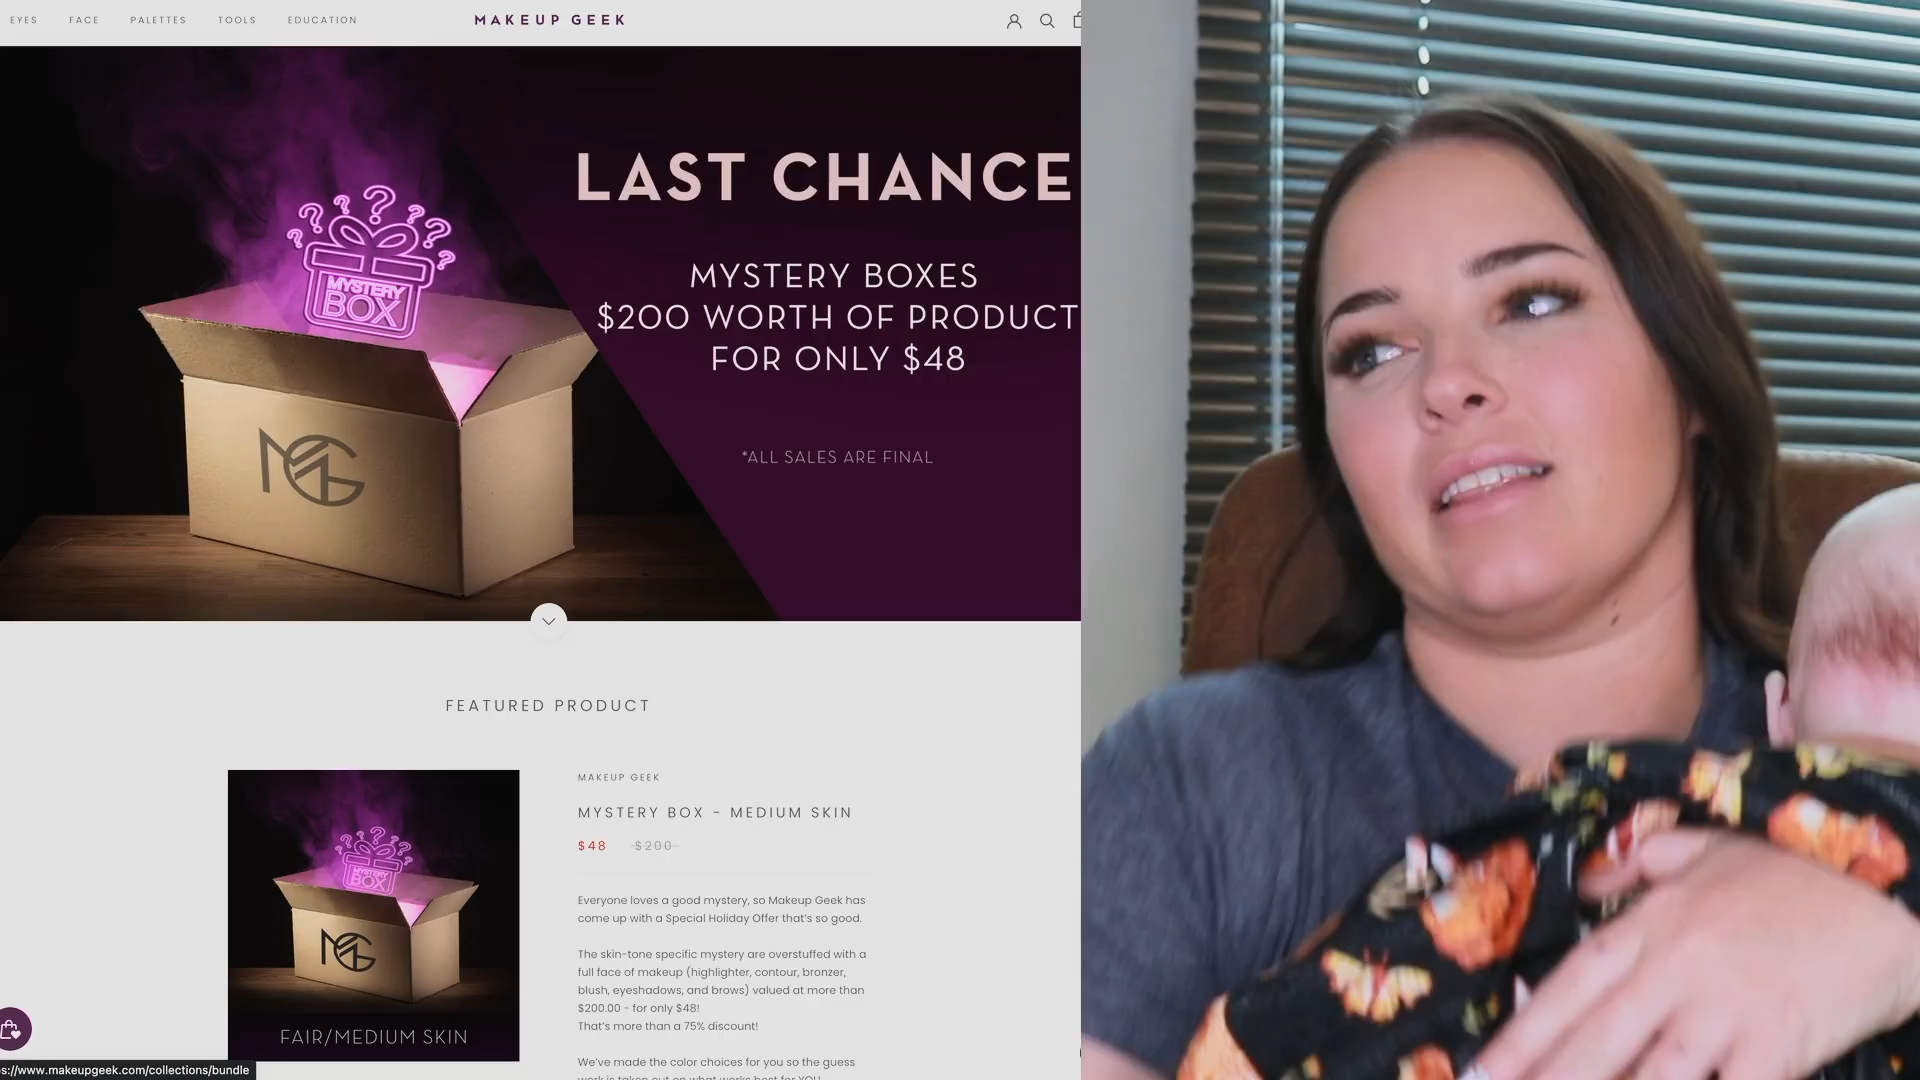 EYES FACE PALETTES TOOLS EDUCATION
MAKEUP GEEK
LAST CHANCE
MYSTERY BOXES
$200 WORTH OF PRODUCT
FOR ONLY $48
*ALL SALES ARE FINAL
MYSTERY
BOX
MG
FEATURED PRODUCT
MYSTERY
BOX
MG
FAIR/MEDIUM SKIN
MAKEUP GEEK
MYSTERY BOX - MEDIUM SKIN
$48 $200
Everyone loves a good mystery, so Makeup Geek has
come up with a Special Holiday Offer that's so good.
The skin-tone specific mystery are overstuffed with a
full face of makeup (highlighter, contour, bronzer,
blush, eyeshadows, and brows) valued at more than
$200.00 - for only $48!
That's more than a 75% discount!
We've made the color choices for you so the guess
s://www.makeupgeek.com/collections/bundle